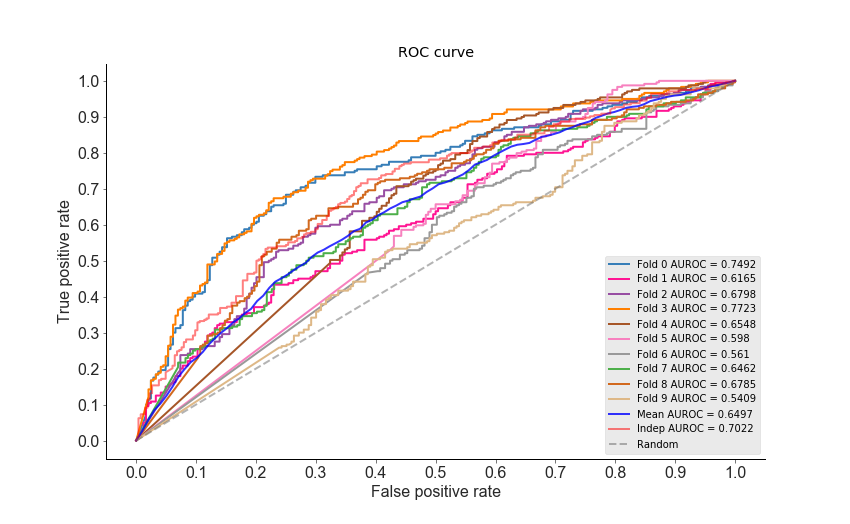 ROC curve
True positive rate
1.0
0.9
0.8
0.7
0.6
0.5
0.4
0.3
0.2
0.1
0.0
Fold 0 AUROC = 0.7492
Fold 1 AUROC = 0.6165
Fold 2 AUROC = 0.6798
Fold 3 AUROC = 0.7723
Fold 4 AUROC = 0.6548
Fold 5 AUROC = 0.598
Fold 6 AUROC = 0.561
Fold 7 AUROC = 0.6462
Fold 8 AUROC = 0.6785
Fold 9 AUROC = 0.5409
Mean AUROC = 0.6497
Indep AUROC = 0.7022
Random
0.0 0.1 0.2 0.3 0.4 0.5 0.6 0.7 0.8 0.9 1.0
False positive rate